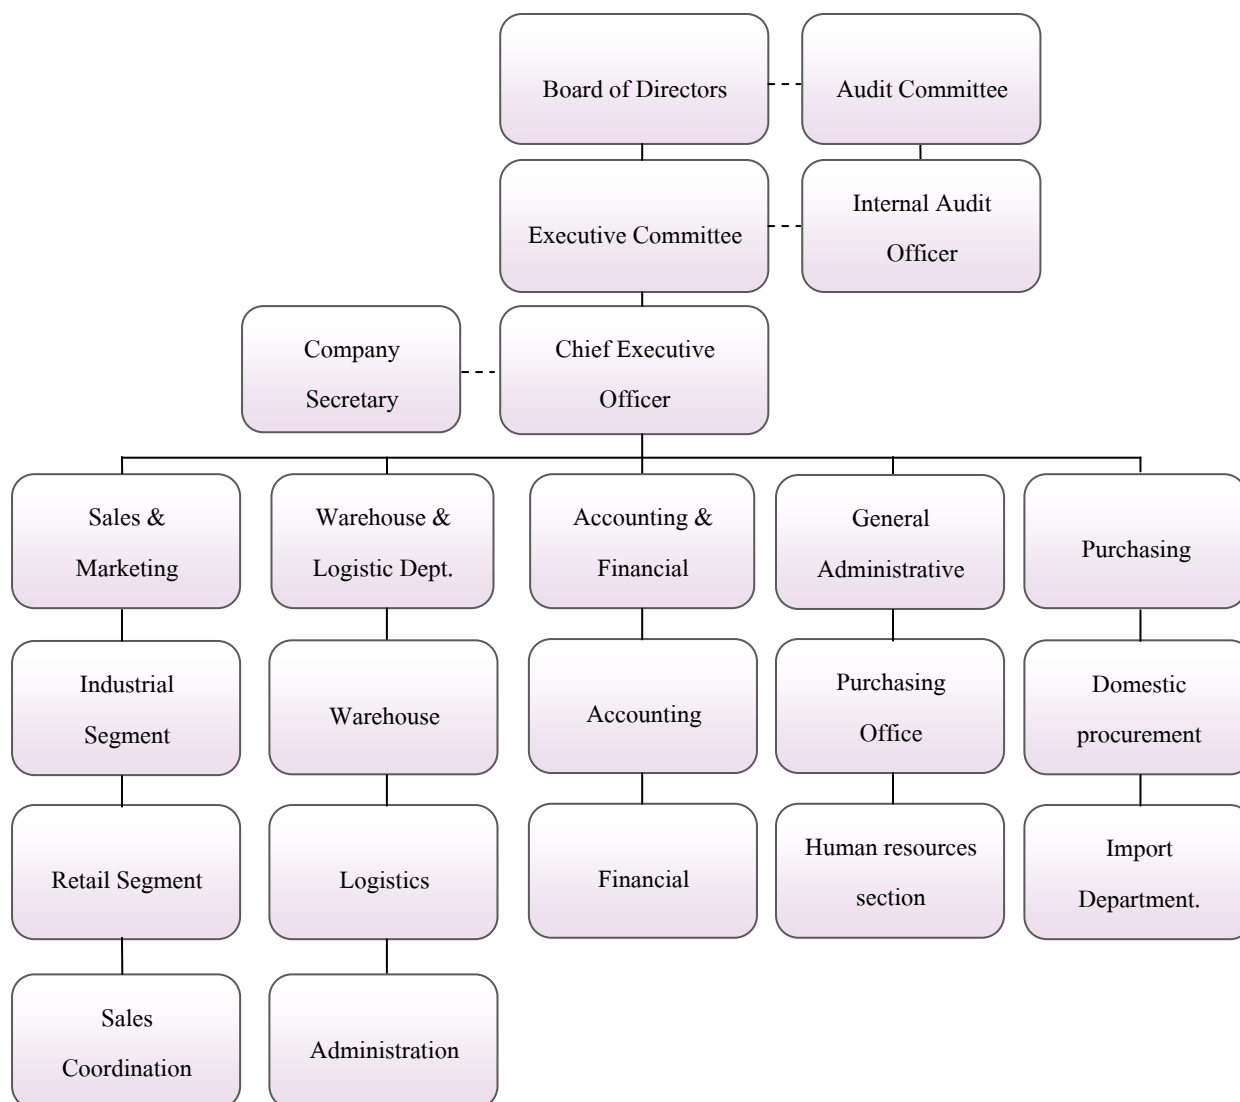 Board of Directors
Audit Committee
Executive Committee
Internal Audit
Officer
Company
Secretary
Chief Executive
Officer
Sales &
Marketing
Warehouse &
Logistic Dept.
Accounting &
Financial
General
Administrative
Purchasing
Industrial
Segment
Warehouse
Accounting
Purchasing
Office
Domestic
procurement
Retail Segment
Logistics
Financial
Human resources
section
Import
Department.
Sales
Coordination
Administration